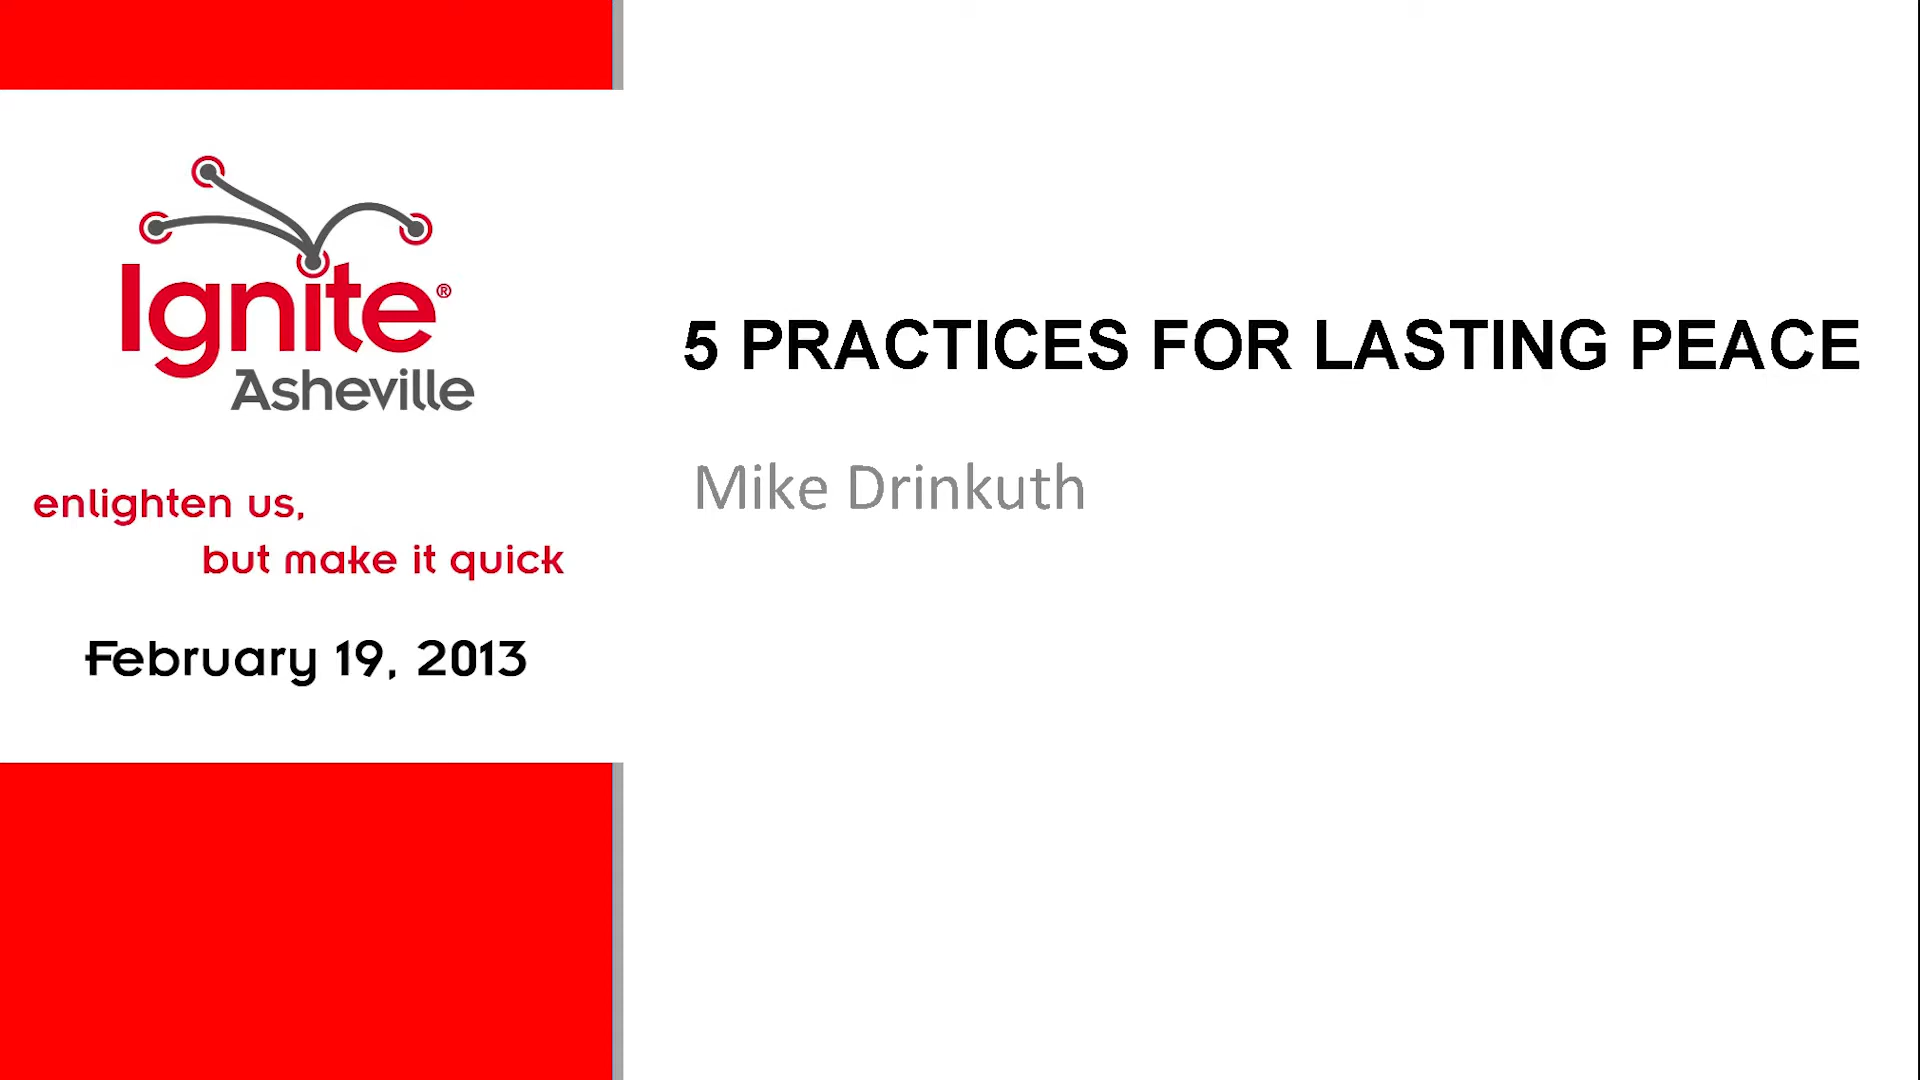 Ignite®
Asheville
enlighten us,
but make it quick
February 19, 2013
5 PRACTICES FOR LASTING PEACE
Mike Drinkuth